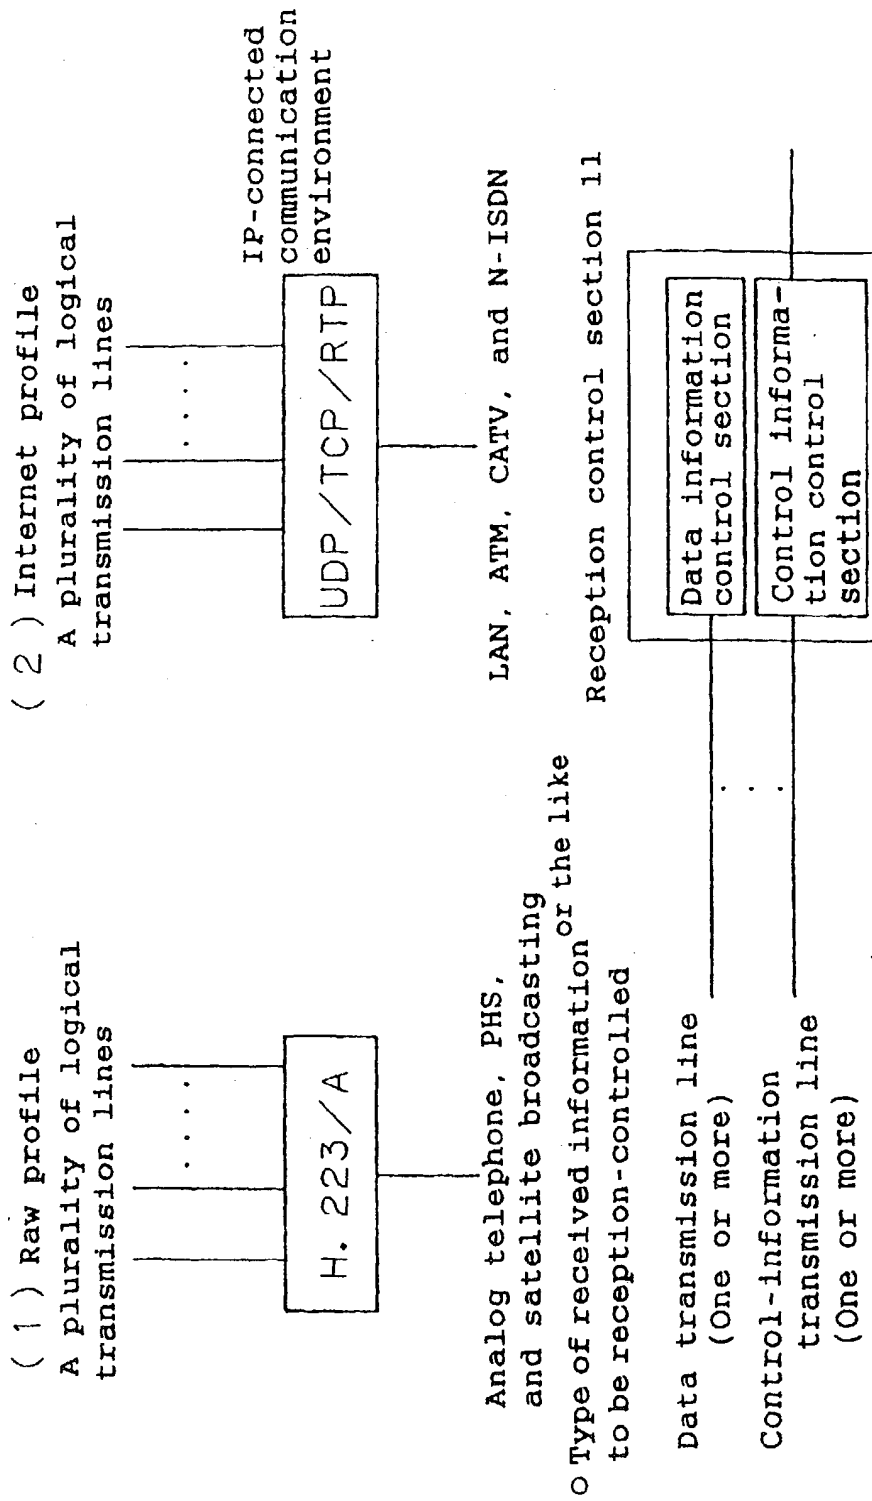 (1) Raw profile
A plurality of logical
transmission lines
. . . . .
H. 223/A
Analog telephone, PHS,
and satellite broadcasting
or the like
(2) Internet profile
A plurality of logical
transmission lines
. . . .
IP-connected
communication
environment
UDP/TCP/RTP
LAN, ATM, CATV, and N-ISDN
o Type of received information
to be reception-controlled
Reception control section 11
Data transmission line
(One or more)
Control-information
transmission line
(One or more)
. . .
Data information
control section
Control informa-
tion control
section